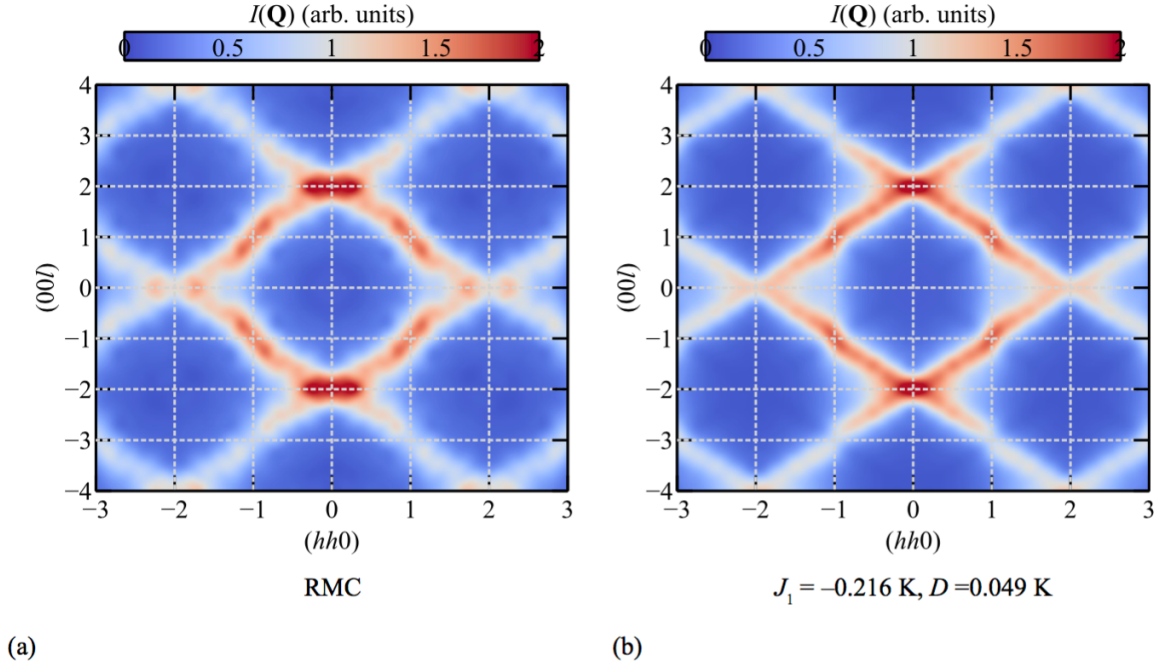 I(Q) (arb. units)
0 0.5 1 1.5 2
4
3
2
1
0
−1
−2
−3
−4
(00l)
−3 −2 −1 0 1 2 3
(hh0)
RMC
(a)
I(Q) (arb. units)
0 0.5 1 1.5 2
4
3
2
1
0
−1
−2
−3
−4
(00l)
−3 −2 −1 0 1 2 3
(hh0)
J₁ = –0.216 K, D =0.049 K
(b)